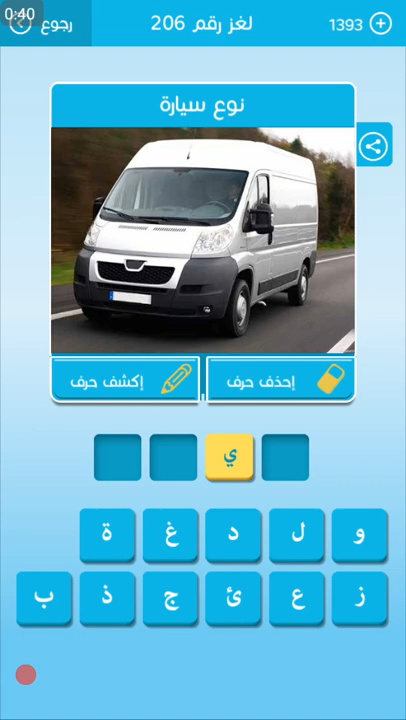 0:40
رجوع
لغز رقم 206
1393
نوع سيارة
إكشف حرف
إحذف حرف
ي
و ل د غ ة
ز ع ئ ج ذ ب